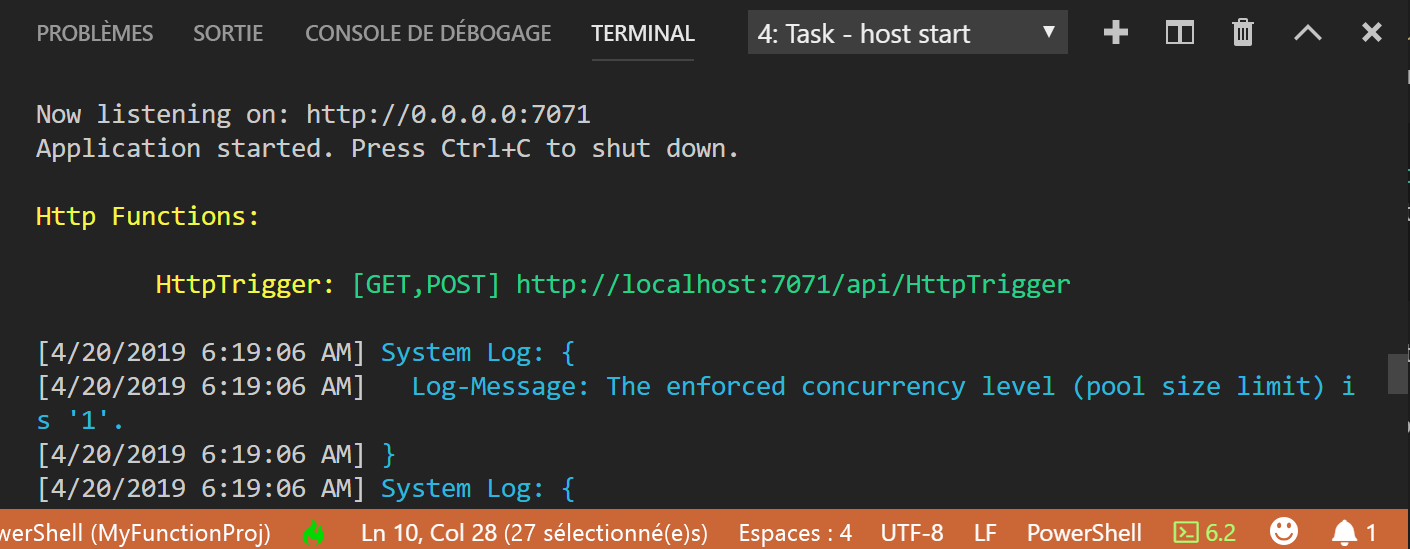 PROBLÈMES SORTIE CONSOLE DE DÉBOGAGE TERMINAL 4: Task - host start
Now listening on: http://0.0.0.0:7071
Application started. Press Ctrl+C to shut down.
Http Functions:
HttpTrigger: [GET,POST] http://localhost:7071/api/HttpTrigger
[4/20/2019 6:19:06 AM] System Log: {
[4/20/2019 6:19:06 AM]   Log-Message: The enforced concurrency level (pool size limit) i
s '1'.
[4/20/2019 6:19:06 AM] }
[4/20/2019 6:19:06 AM] System Log: {
werShell (MyFunctionProj) Ln 10, Col 28 (27 sélectionné(e)s) Espaces : 4 UTF-8 LF PowerShell 6.2 1